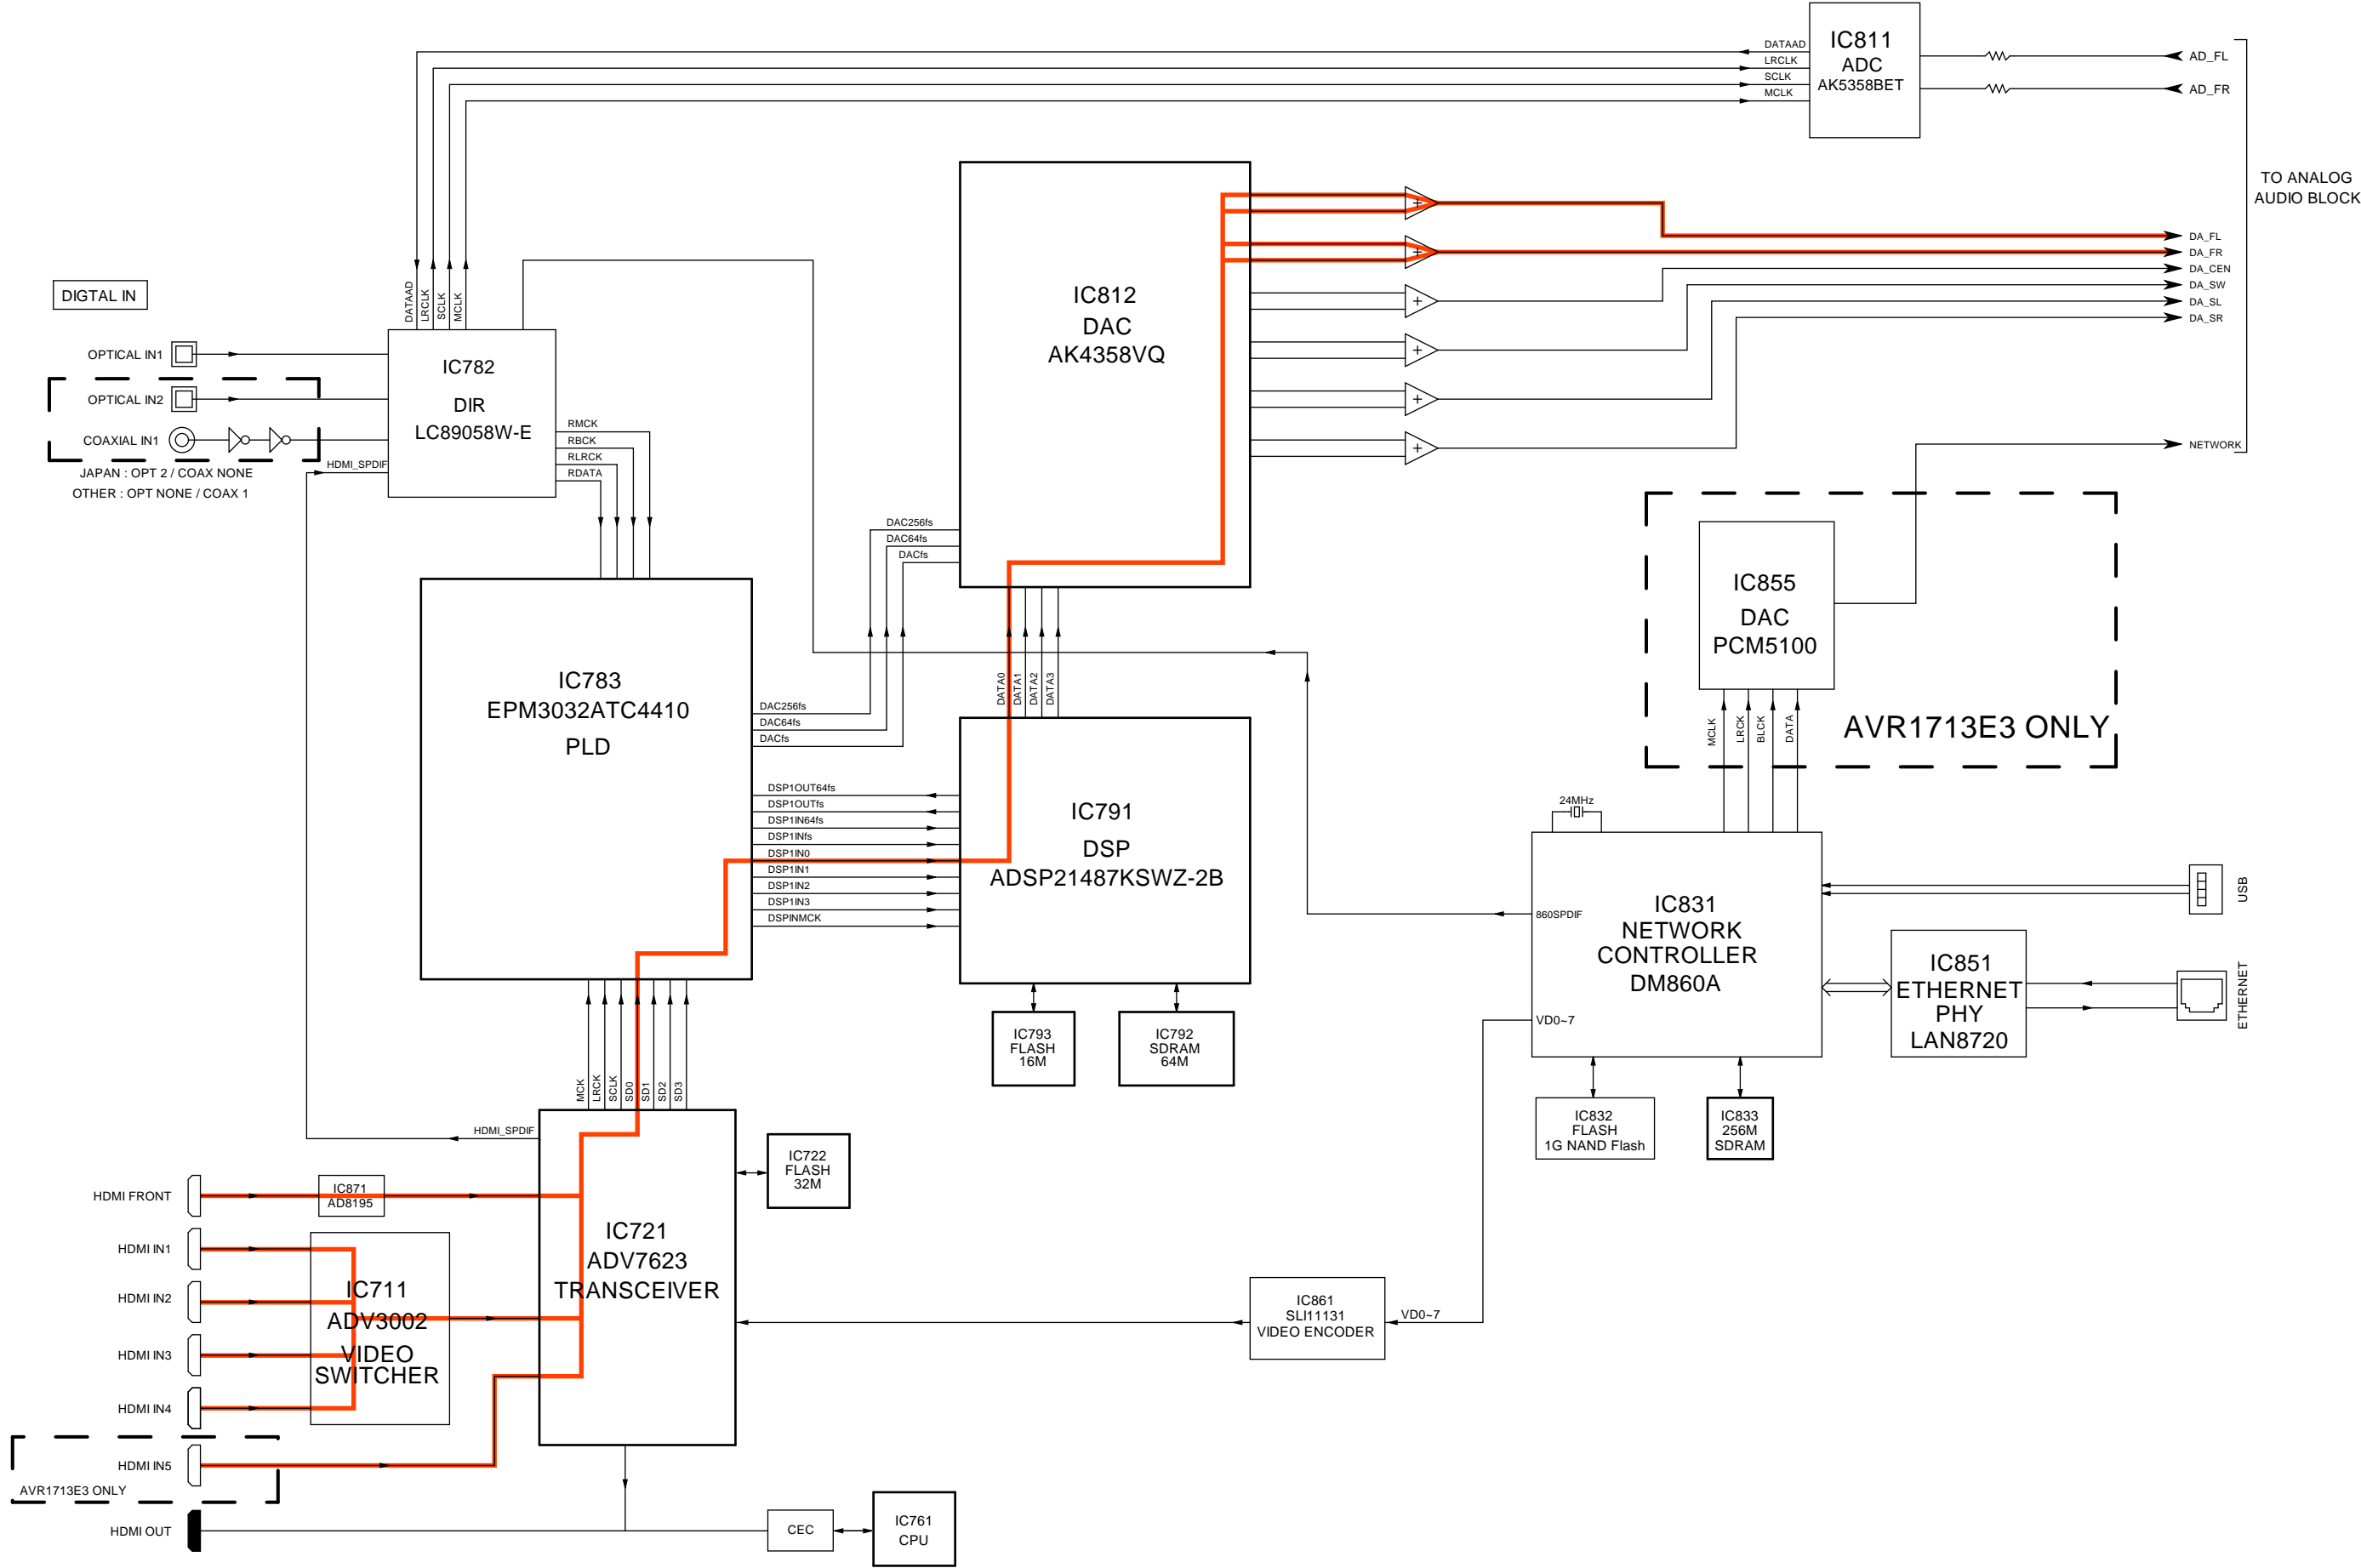 DATAAD
LRCLK
SCLK
MCLK
IC811
ADC
AK5358BET
AD_FL
AD_FR
TO ANALOG
AUDIO BLOCK
DIGTAL IN
DATAAD
LRCLK
SCLK
MCLK
OPTICAL IN1
OPTICAL IN2
COAXIAL IN1
JAPAN : OPT 2 / COAX NONE
OTHER : OPT NONE / COAX 1
HDMI_SPDIF
IC782
DIR
LC89058W-E
RMCK
RBCK
RLRCK
RDATA
IC812
DAC
AK4358VQ
DAC256fs
DAC64fs
DACfs
DA_FL
DA_FR
DA_CEN
DA_SW
DA_SL
DA_SR
NETWORK
IC855
DAC
PCM5100
AVR1713E3 ONLY
MCLK
LRCK
BLCK
DATA
IC783
EPM3032ATC4410
PLD
DAC256fs
DAC64fs
DACfs
DSP1OUT64fs
DSP1OUTfs
DSP1IN64fs
DSP1INfs
DSP1IN0
DSP1IN1
DSP1IN2
DSP1IN3
DSPINMCK
DATA0
DATA1
DATA2
DATA3
IC791
DSP
ADSP21487KSWZ-2B
IC793
FLASH
16M
IC792
SDRAM
64M
24MHz
860SPDIF
IC831
NETWORK
CONTROLLER
DM860A
VD0~7
USB
IC851
ETHERNET
PHY
LAN8720
ETHERNET
IC832
FLASH
1G NAND Flash
IC833
256M
SDRAM
MCK
LRCK
SCLK
SD0
SD1
SD2
SD3
HDMI_SPDIF
IC722
FLASH
32M
HDMI FRONT
IC871
AD8195
HDMI IN1
HDMI IN2
HDMI IN3
HDMI IN4
HDMI IN5
AVR1713E3 ONLY
HDMI OUT
IC711
ADV3002
VIDEO
SWITCHER
IC721
ADV7623
TRANSCEIVER
IC861
SLI11131
VIDEO ENCODER
VD0~7
CEC
IC761
CPU